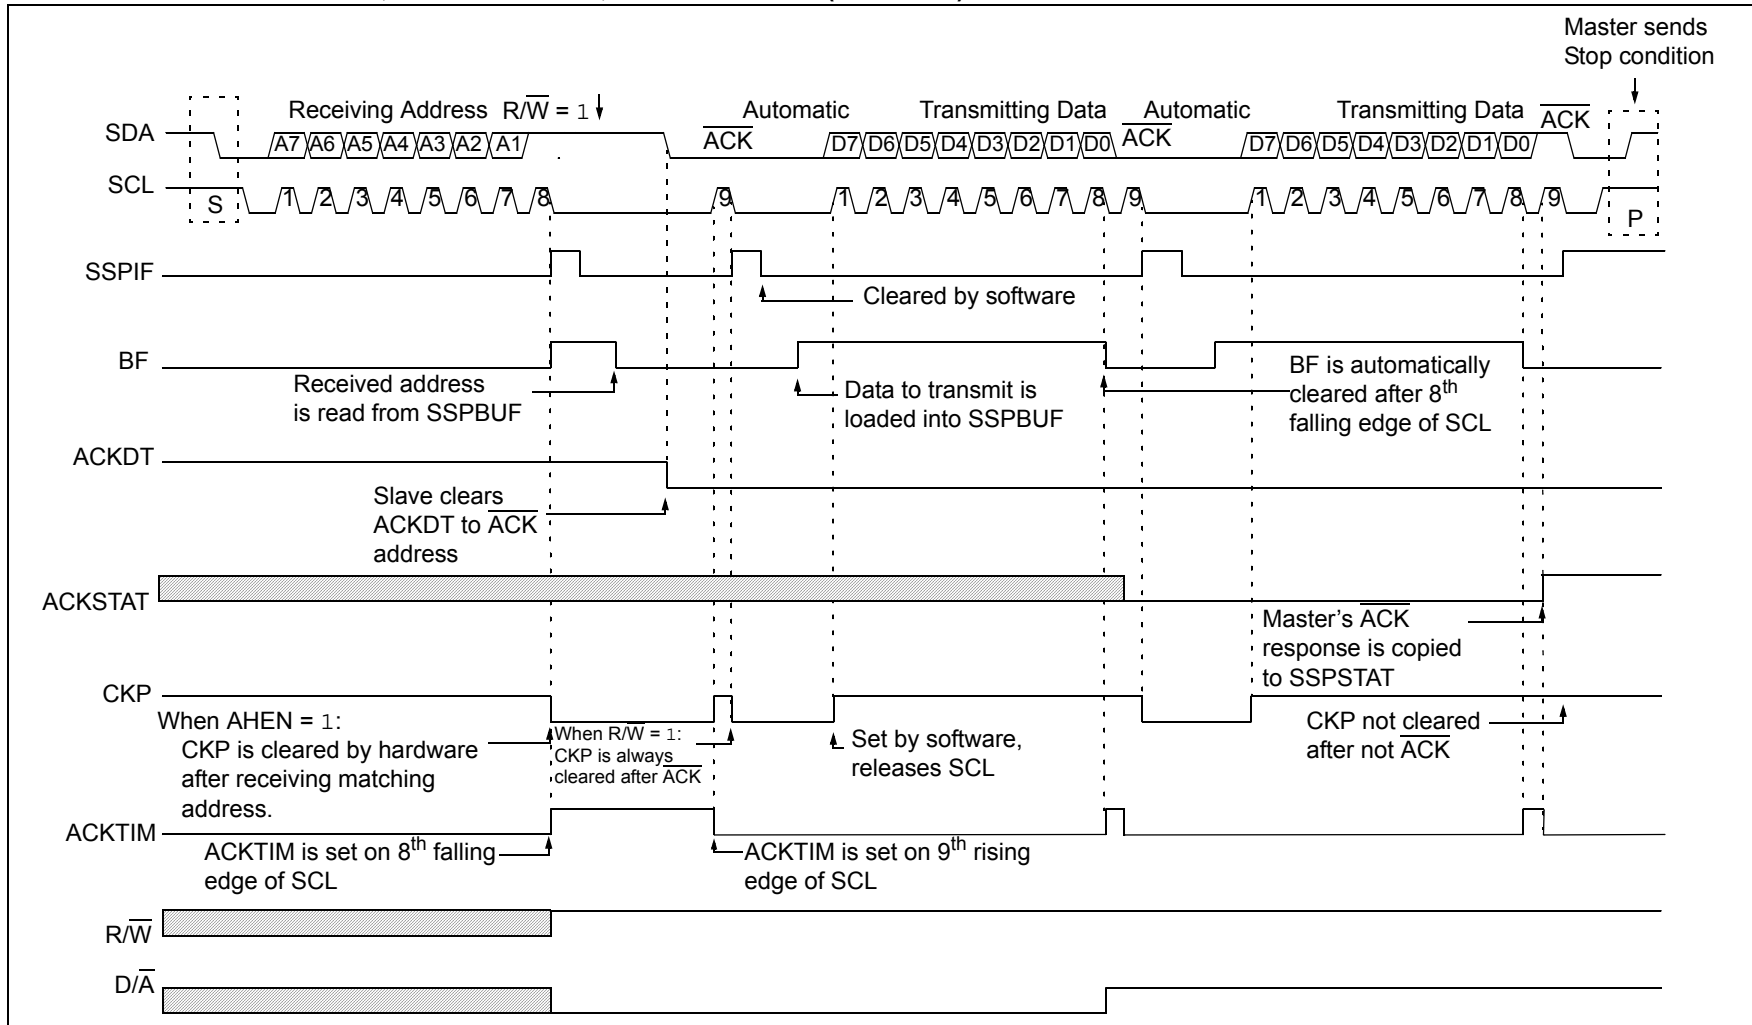 Master sends
Stop condition
Receiving Address R/W̅ = 1
Automatic
Transmitting Data
Automatic
Transmitting Data
A̅C̅K̅
SDA
A7 A6 A5 A4 A3 A2 A1
A̅C̅K̅
D7 D6 D5 D4 D3 D2 D1 D0
A̅C̅K̅
D7 D6 D5 D4 D3 D2 D1 D0
SCL
S
1 2 3 4 5 6 7 8 9
1 2 3 4 5 6 7 8 9
1 2 3 4 5 6 7 8 9
P
SSPIF
Cleared by software
BF
Received address
is read from SSPBUF
Data to transmit is
loaded into SSPBUF
BF is automatically
cleared after 8th
falling edge of SCL
ACKDT
Slave clears
ACKDT to A̅C̅K̅
address
ACKSTAT
Master's A̅C̅K̅
response is copied
to SSPSTAT
CKP
When AHEN = 1:
CKP is cleared by hardware
after receiving matching
address.
When R/W̅ = 1:
CKP is always
cleared after A̅C̅K̅
Set by software,
releases SCL
CKP not cleared
after not A̅C̅K̅
ACKTIM
ACKTIM is set on 8th falling
edge of SCL
ACKTIM is set on 9th rising
edge of SCL
R/W̅
D/A̅